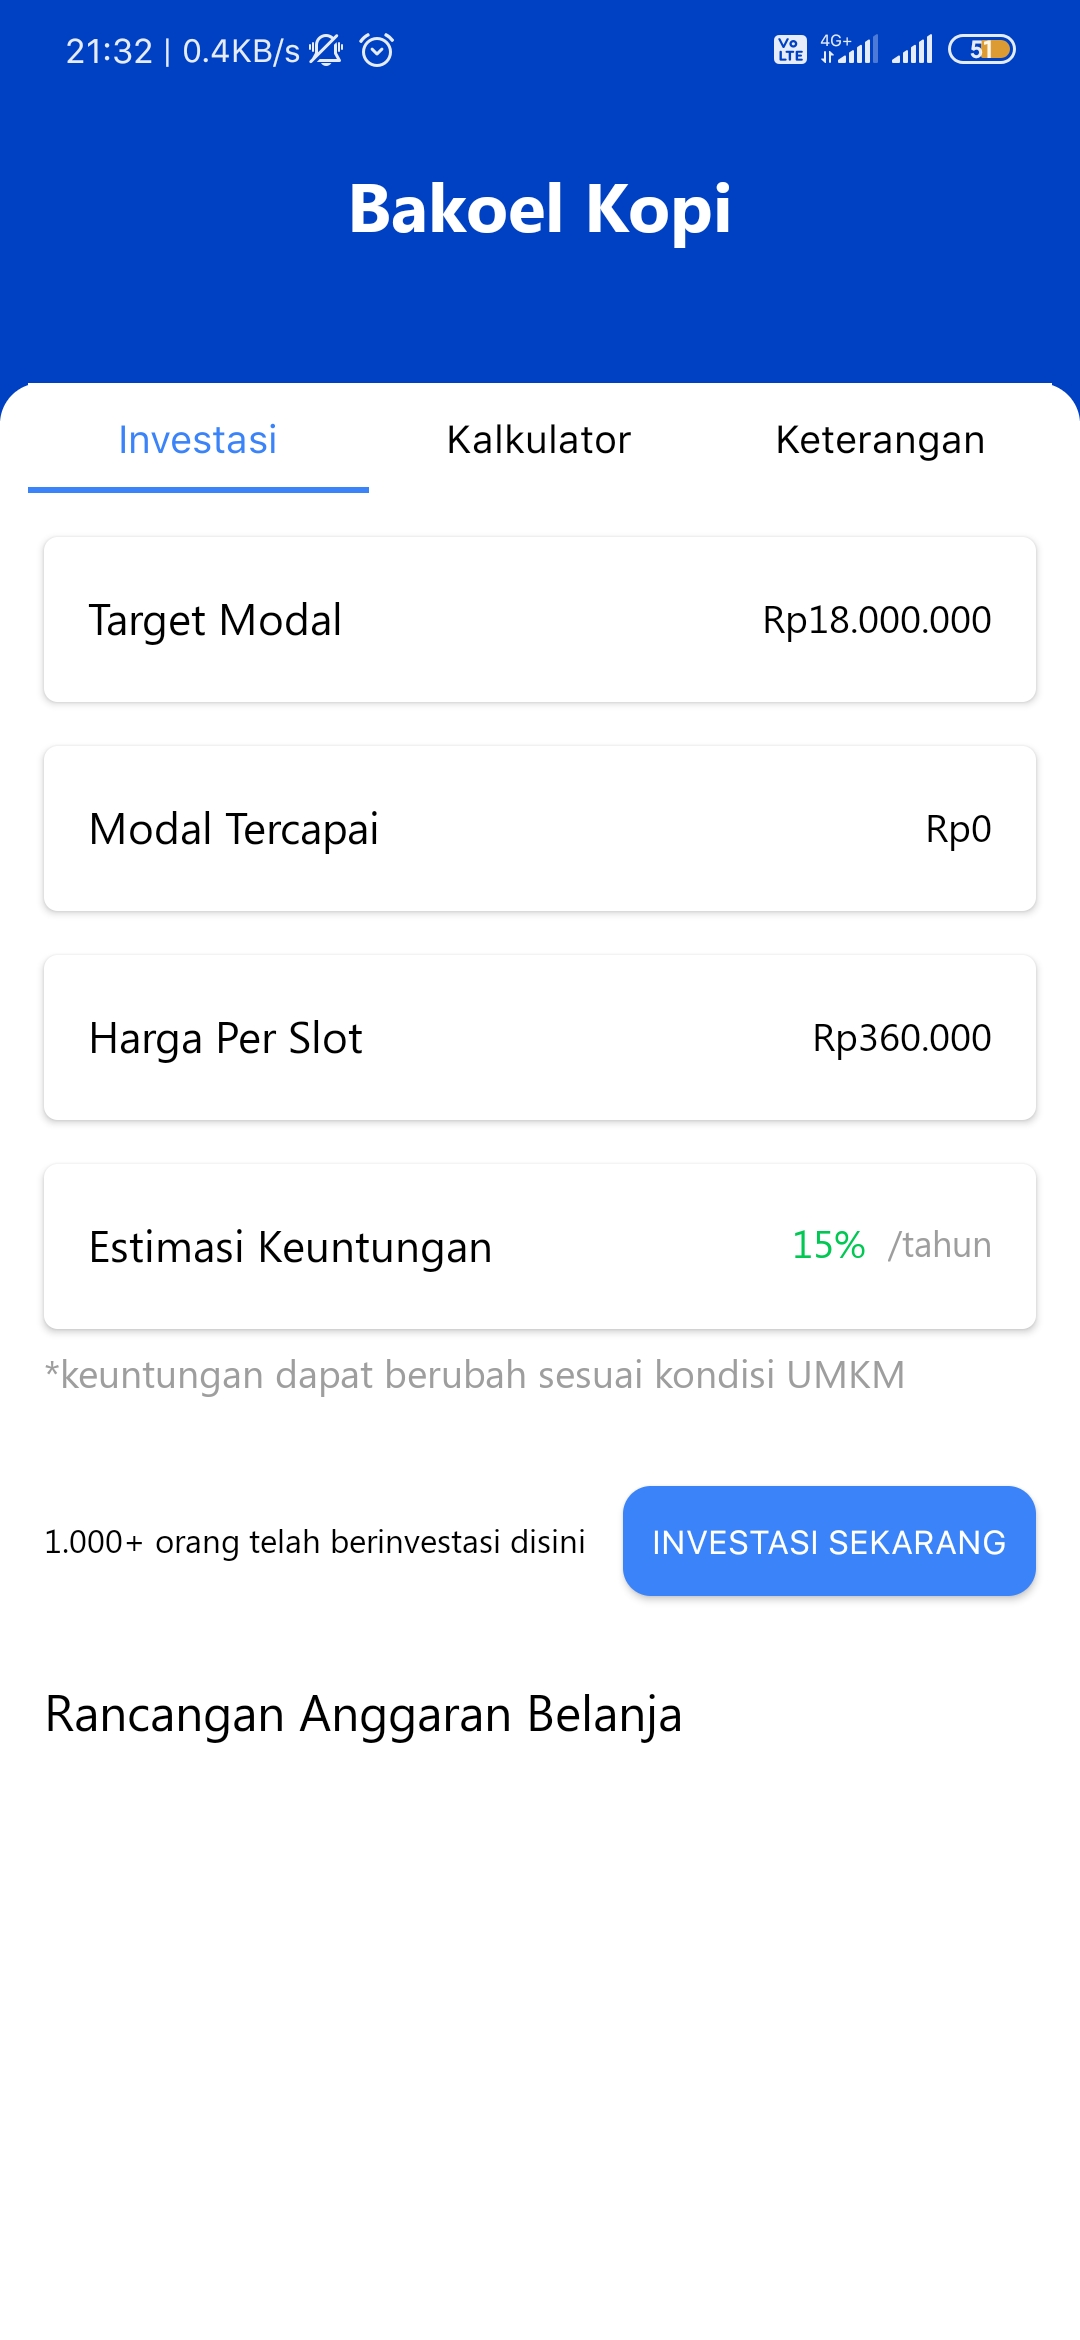 21:32 | 0.4KB/s
Vo LTE 4G+ 51
Bakoel Kopi
Investasi Kalkulator Keterangan
Target Modal Rp18.000.000
Modal Tercapai Rp0
Harga Per Slot Rp360.000
Estimasi Keuntungan 15% /tahun
*keuntungan dapat berubah sesuai kondisi UMKM
1.000+ orang telah berinvestasi disini INVESTASI SEKARANG
Rancangan Anggaran Belanja